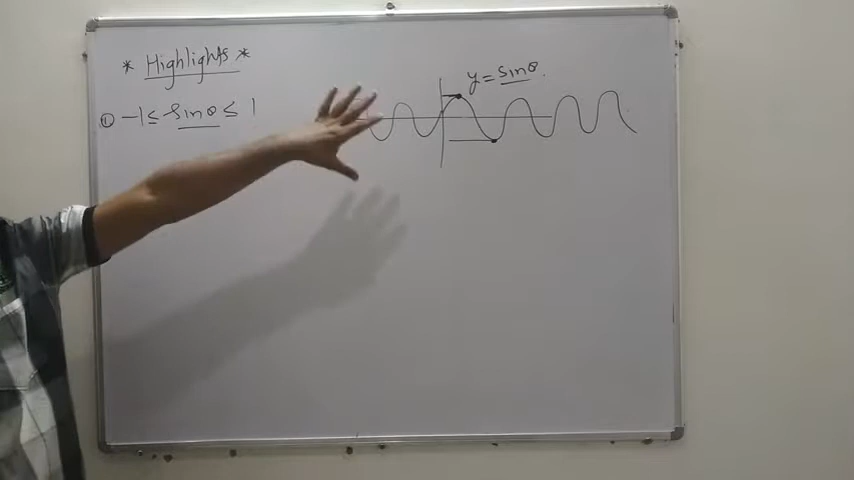 * Highlights *
① -1 ≤ sinθ ≤ 1
y = sinθ.